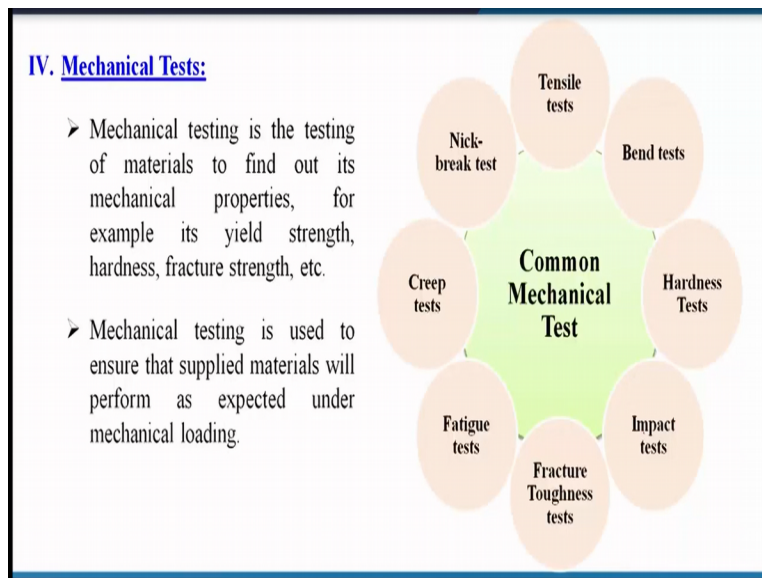 IV. Mechanical Tests:
➢ Mechanical testing is the testing
of materials to find out its
mechanical properties, for
example its yield strength,
hardness, fracture strength, etc.
➢ Mechanical testing is used to
ensure that supplied materials will
perform as expected under
mechanical loading.
Tensile
tests
Bend tests
Hardness
Tests
Impact
tests
Fracture
Toughness
tests
Fatigue
tests
Creep
tests
Nick-
break test
Common
Mechanical
Test